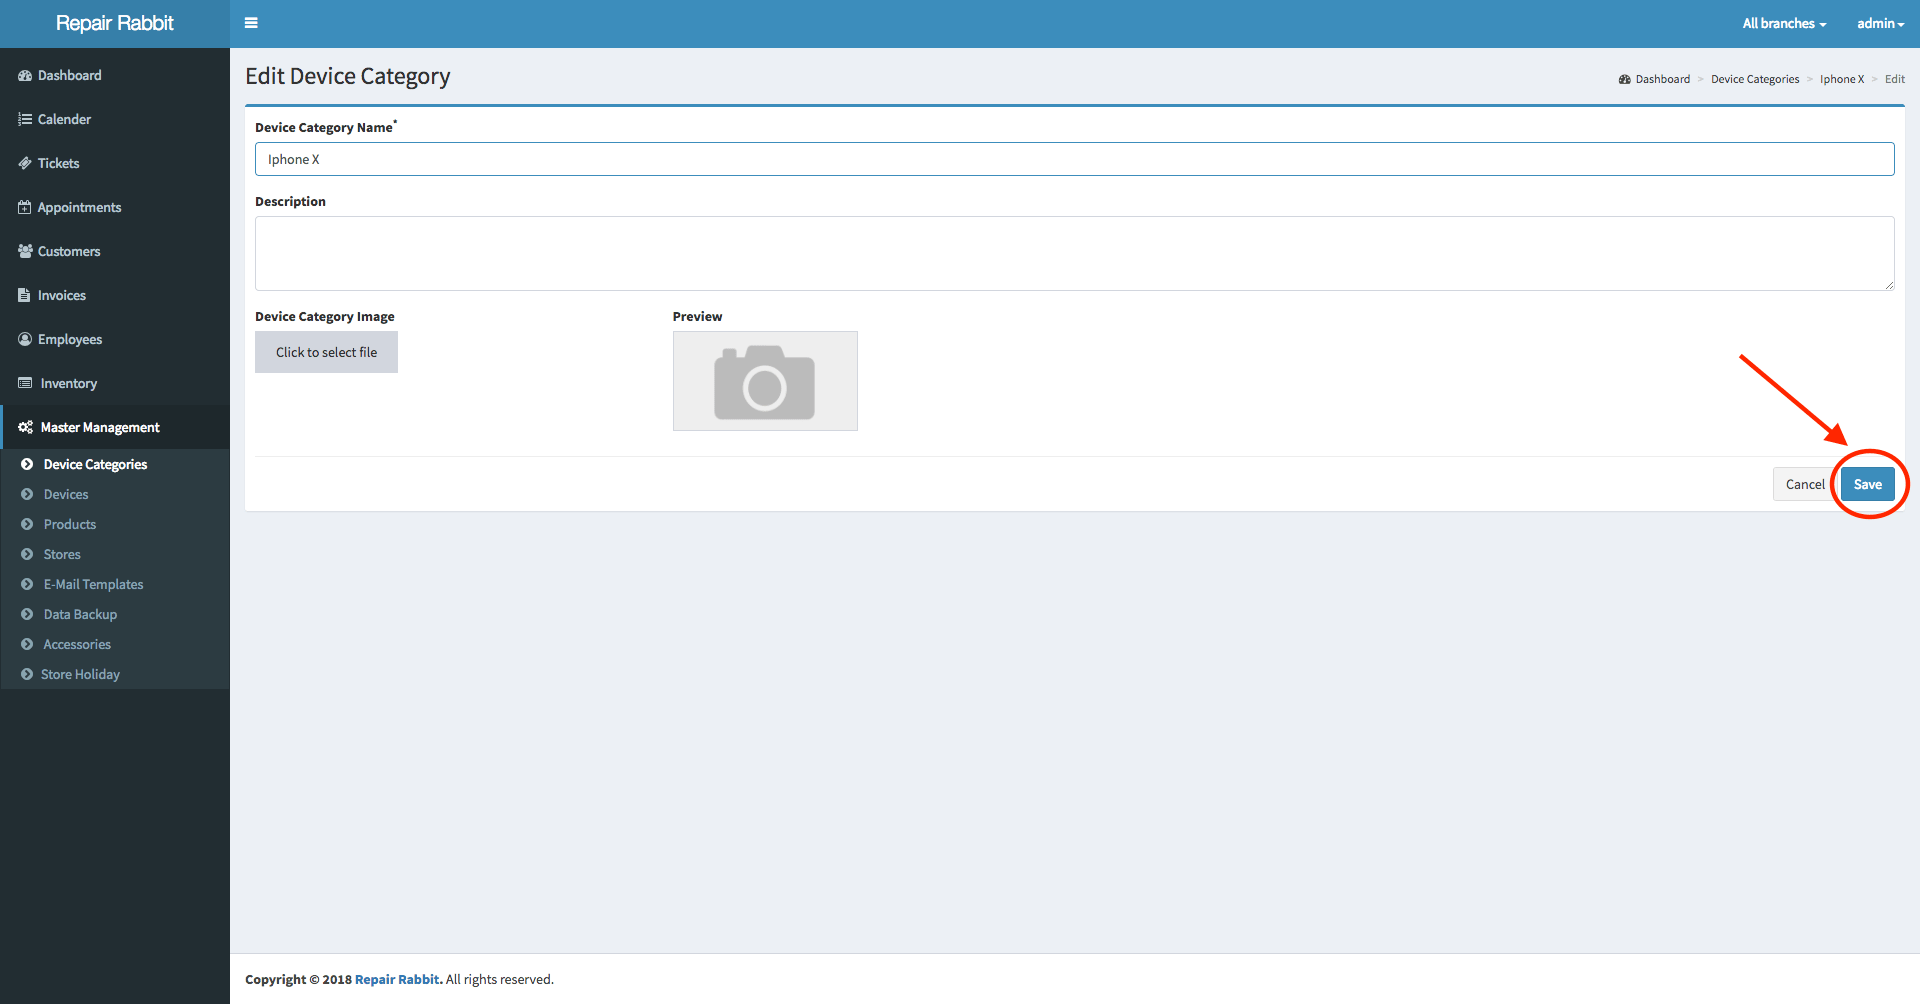 Repair Rabbit
All branches
admin
Dashboard
Calender
Tickets
Appointments
Customers
Invoices
Employees
Inventory
Master Management
Device Categories
Devices
Products
Stores
E-Mail Templates
Data Backup
Accessories
Store Holiday
Edit Device Category
Dashboard > Device Categories > Iphone X > Edit
Device Category Name*
Iphone X
Description
Device Category Image
Preview
Click to select file
Cancel
Save
Copyright © 2018 Repair Rabbit. All rights reserved.